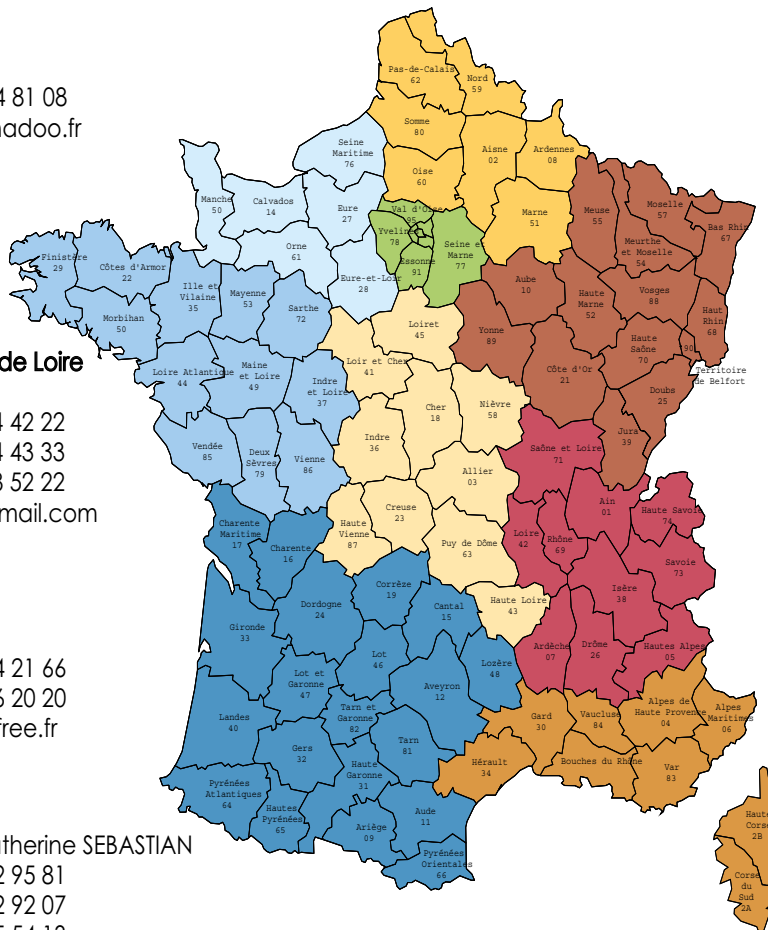 4 81 08
adoo.fr
de Loire
4 42 22
4 43 33
8 52 22
mail.com
4 21 66
6 20 20
free.fr
therine SEBASTIAN
2 95 81
2 92 07
Pas-de-Calais
62
Nord
59
Somme
80
Aisne
02
Ardennes
08
Oise
60
Marne
51
Seine
Maritime
76
Manche
50
Calvados
14
Eure
27
Orne
61
Eure-et-Loir
28
Val d'Oise
95
Yvelines
78
Essonne
91
Seine et
Marne
77
Meuse
55
Moselle
57
Bas Rhin
67
Meurthe
et Moselle
54
Vosges
88
Haut
Rhin
68
Aube
10
Haute
Marne
52
Haute
Saône
70
90
Territoire
de Belfort
Yonne
89
Côte d'Or
21
Doubs
25
Jura
39
Finistère
29
Côtes d'Armor
22
Morbihan
50
Ille et
Vilaine
35
Mayenne
53
Sarthe
72
Loire Atlantique
44
Maine
et Loire
49
Indre
et Loire
37
Vendée
85
Deux
Sèvres
79
Vienne
86
Loiret
45
Loir et Cher
41
Cher
18
Nièvre
58
Indre
36
Allier
03
Creuse
23
Haute
Vienne
87
Puy de Dôme
63
Haute Loire
43
Saône et Loire
71
Ain
01
Haute Savoie
74
Loire
42
Rhône
69
Savoie
73
Isère
38
Ardèche
07
Drôme
26
Hautes Alpes
05
Charente
Maritime
17
Charente
16
Corrèze
19
Dordogne
24
Cantal
15
Gironde
33
Lot
46
Lozère
48
Lot et
Garonne
47
Aveyron
12
Landes
40
Tarn et
Garonne
82
Tarn
81
Gers
32
Haute
Garonne
31
Pyrénées
Atlantiques
64
Hautes
Pyrénées
65
Ariège
09
Aude
11
Pyrénées
Orientales
66
Gard
30
Vaucluse
84
Alpes de
Haute Provence
04
Alpes
Maritimes
06
Hérault
34
Bouches du Rhône
Var
83
Haute
Corse
2B
Corse
du
Sud
2A